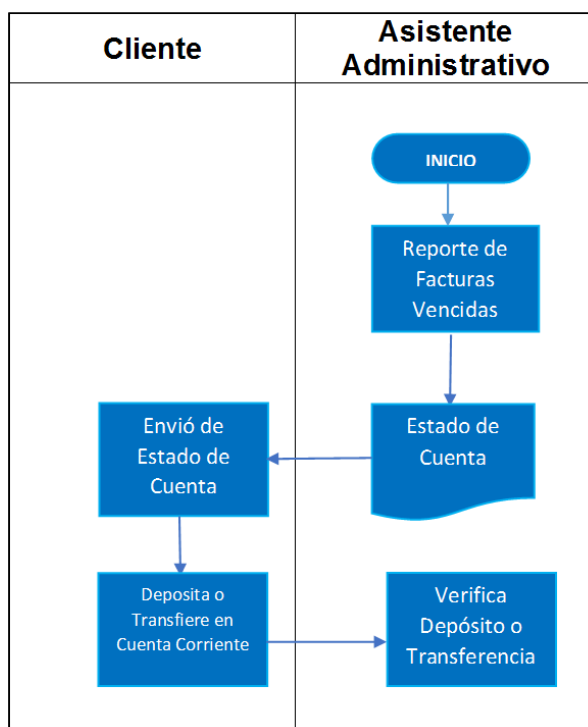 Cliente
Asistente
Administrativo
INICIO
Reporte de
Facturas
Vencidas
Estado de
Cuenta
Envió de
Estado de
Cuenta
Deposita o
Transfiere en
Cuenta Corriente
Verifica
Depósito o
Transferencia